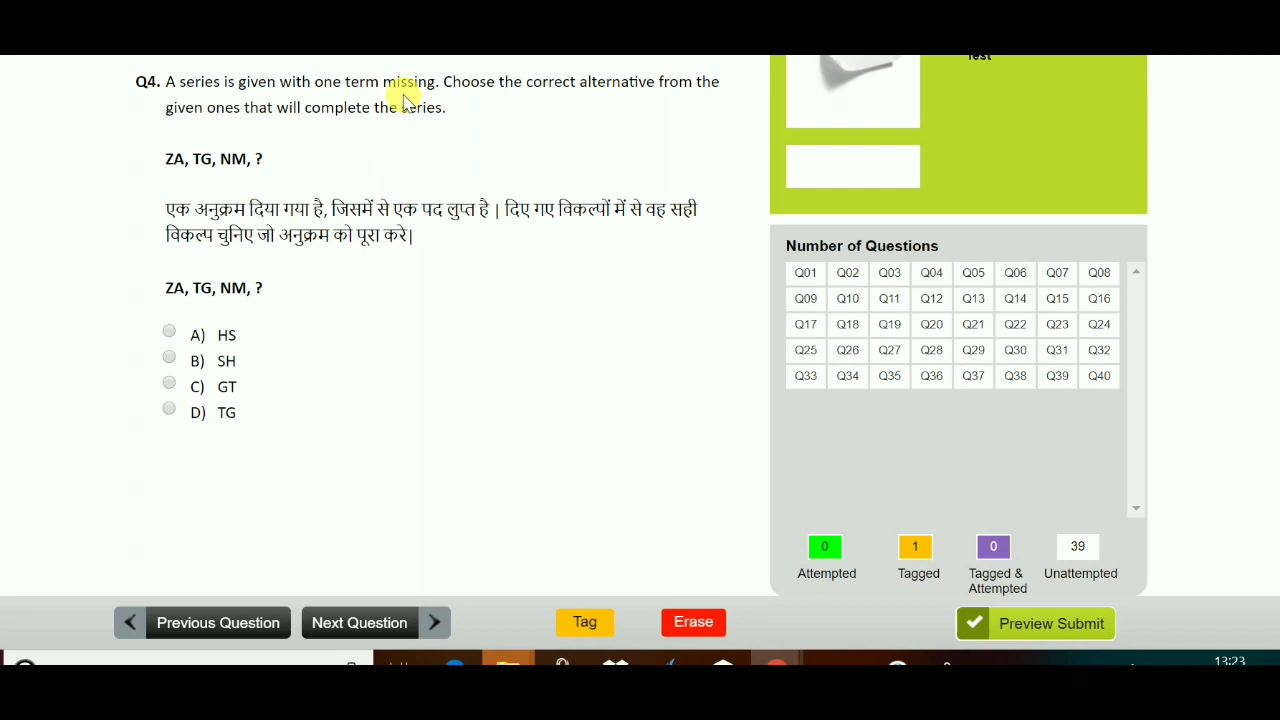 Test
Q4. A series is given with one term missing. Choose the correct alternative from the
given ones that will complete the series.
ZA, TG, NM, ?
एक अनुक्रम दिया गया है, जिसमें से एक पद लुप्त है | दिए गए विकल्पों में से वह सही
विकल्प चुनिए जो अनुक्रम को पूरा करे|
ZA, TG, NM, ?
A) HS
B) SH
C) GT
D) TG
Number of Questions
Q01 Q02 Q03 Q04 Q05 Q06 Q07 Q08
Q09 Q10 Q11 Q12 Q13 Q14 Q15 Q16
Q17 Q18 Q19 Q20 Q21 Q22 Q23 Q24
Q25 Q26 Q27 Q28 Q29 Q30 Q31 Q32
Q33 Q34 Q35 Q36 Q37 Q38 Q39 Q40
0 1 0 39
Attempted Tagged Tagged & Attempted Unattempted
Previous Question Next Question Tag Erase Preview Submit
13:23